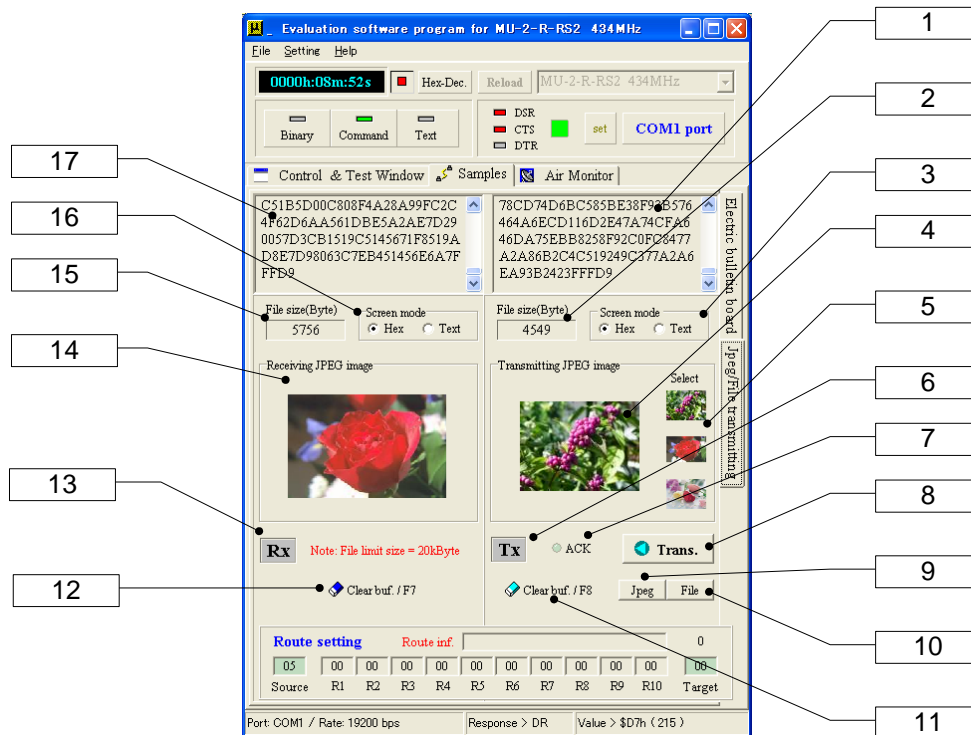 Evaluation software program for MU-2-R-RS2 434MHz
File Setting Help
0000h:08m:52s Hex-Dec. Reload MU-2-R-RS2 434MHz
Binary Command Text
DSR
CTS
DTR
set COM1 port
Control & Test Window Samples Air Monitor
C51B5D00C808F4A28A99FC2C
4F62D6AA561DBE5A2AE7D29
0057D3CB1519C5145671F8519A
D8E7D98063C7EB451456E6A7F
FFD9
File size(Byte)
5756
Screen mode
Hex Text
Receiving JPEG image
Rx Note: File limit size = 20kByte
Clear buf. / F7
78CD74D6BC585BE38F93B576
464A6ECD116D2E47A74CFA6
46DA75EBB8258F92C0FC8477
A2A86B2C4C519249C377A2A6
EA93B2423FFFD9
File size(Byte)
4549
Screen mode
Hex Text
Transmitting JPEG image
Select
Tx ACK Trans.
Clear buf. / F8 Jpeg File
Electric bulletin board
Jpeg/File transmitting
Route setting Route inf. 0
05 00 00 00 00 00 00 00 00 00 00 00
Source R1 R2 R3 R4 R5 R6 R7 R8 R9 R10 Target
Port: COM1 / Rate: 19200 bps Response > DR Value > $D7h ( 215 )
1
2
3
4
5
6
7
8
9
10
11
12
13
14
15
16
17